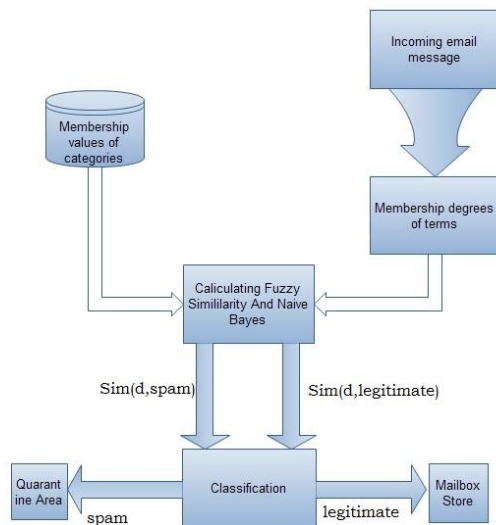 Incoming email
message
Membership
values of
categories
Membership degrees
of terms
Caliculating Fuzzy
Simililarity And Naive
Bayes
Sim(d,spam)
Sim(d,legitimate)
Quarant
ine Area
Classification
Mailbox
Store
spam
legitimate